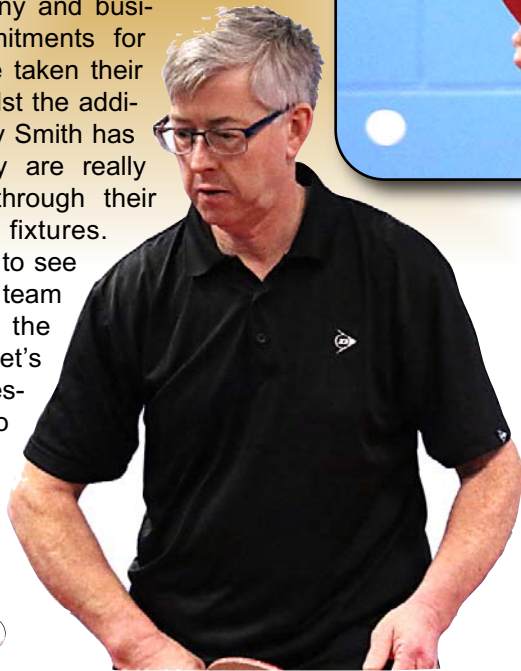 ny and busi-
mitments for
e taken their
lst the addi-
y Smith has
y are really
through their
fixtures.
to see
team
the
et's
es-
o